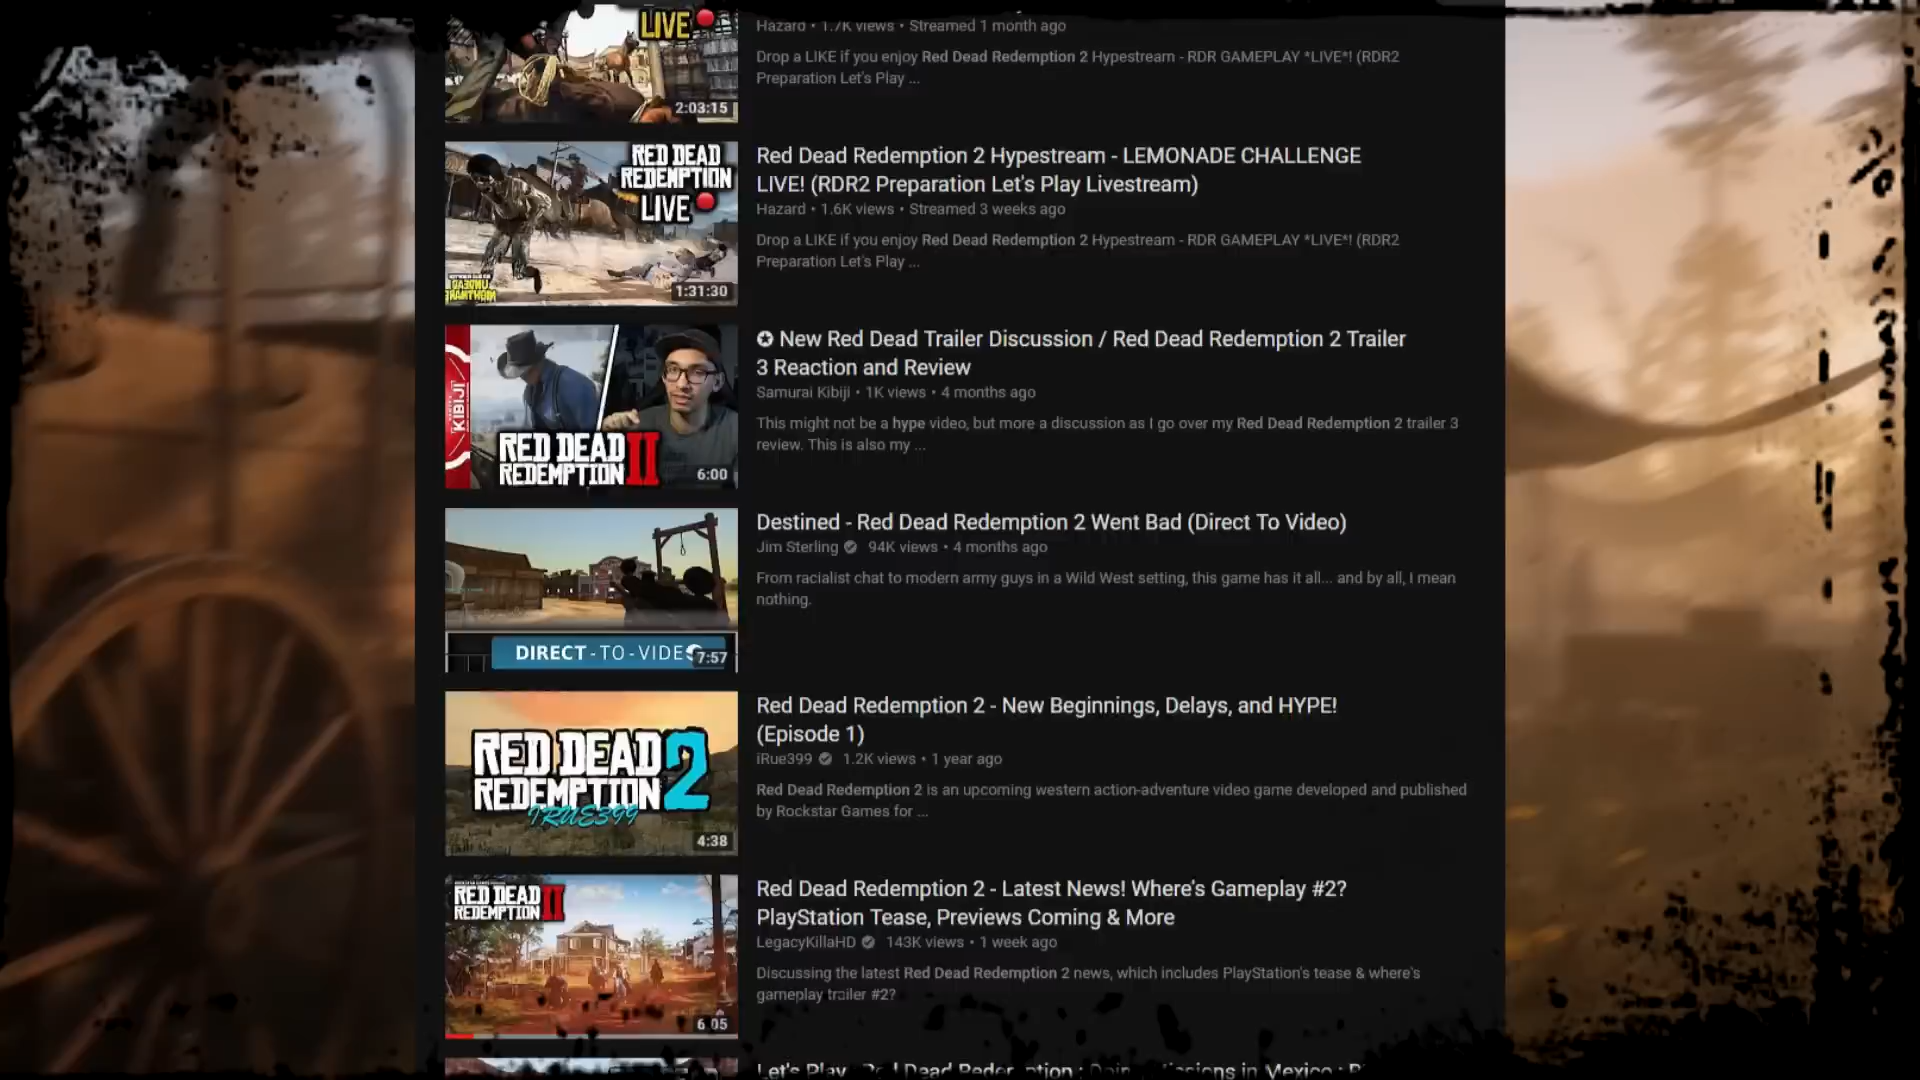 LIVE
2:03:15
Hazard • 1.7K views • Streamed 1 month ago
Drop a LIKE if you enjoy Red Dead Redemption 2 Hypestream - RDR GAMEPLAY *LIVE*! (RDR2
Preparation Let's Play ...
RED DEAD
REDEMPTION
LIVE
1:31:30
Red Dead Redemption 2 Hypestream - LEMONADE CHALLENGE
LIVE! (RDR2 Preparation Let's Play Livestream)
Hazard • 1.6K views • Streamed 3 weeks ago
Drop a LIKE if you enjoy Red Dead Redemption 2 Hypestream - RDR GAMEPLAY *LIVE*! (RDR2
Preparation Let's Play ...
KIBIJI
RED DEAD
REDEMPTION II
6:00
✪ New Red Dead Trailer Discussion / Red Dead Redemption 2 Trailer
3 Reaction and Review
Samurai Kibiji • 1K views • 4 months ago
This might not be a hype video, but more a discussion as I go over my Red Dead Redemption 2 trailer 3
review. This is also my ...
DIRECT-TO-VIDEO
7:57
Destined - Red Dead Redemption 2 Went Bad (Direct To Video)
Jim Sterling 94K views • 4 months ago
From racialist chat to modern army guys in a Wild West setting, this game has it all... and by all, I mean
nothing.
RED DEAD
REDEMPTION 2
IRUE399
4:38
Red Dead Redemption 2 - New Beginnings, Delays, and HYPE!
(Episode 1)
iRue399 1.2K views • 1 year ago
Red Dead Redemption 2 is an upcoming western action-adventure video game developed and published
by Rockstar Games for ...
RED DEAD
REDEMPTION II
6:05
Red Dead Redemption 2 - Latest News! Where's Gameplay #2?
PlayStation Tease, Previews Coming & More
LegacyKillaHD 143K views • 1 week ago
Discussing the latest Red Dead Redemption 2 news, which includes PlayStation's tease & where's
gameplay trailer #2?
Let's Play Red Dead Redemption : in Mexico :